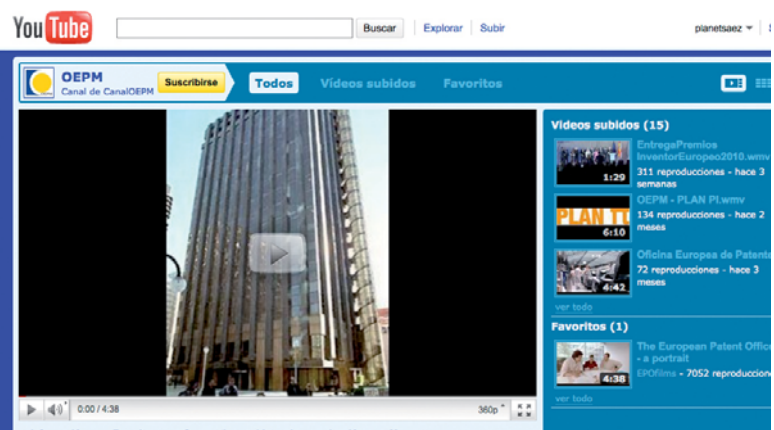 You Tube
Buscar
Explorar
Subir
planetsaez
OEPM
Canal de CanalOEPM
Suscribirse
Todos
Vídeos subidos
Favoritos
Vídeos subidos (15)
EntregaPremios
InventorEuropeo2010.wmv
1:29
311 reproducciones - hace 3
semanas
OEPM - PLAN PI.wmv
PLAN
6:10
134 reproducciones - hace 2
meses
Oficina Europea de Patente
4:42
72 reproducciones - hace 3
meses
ver todo
Favoritos (1)
The European Patent Office
- a portrait
4:38
EPOfilms - 7052 reproduccione
ver todo
0:00 / 4:38
360p